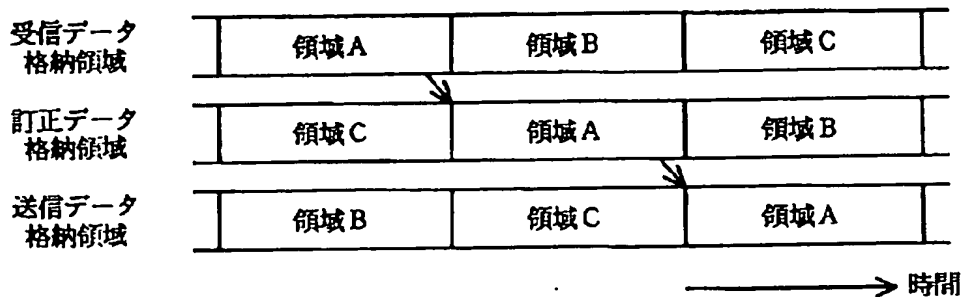 受信データ
格納領域
領域A 領域B 領域C
訂正データ
格納領域
領域C 領域A 領域B
送信データ
格納領域
領域B 領域C 領域A
時間